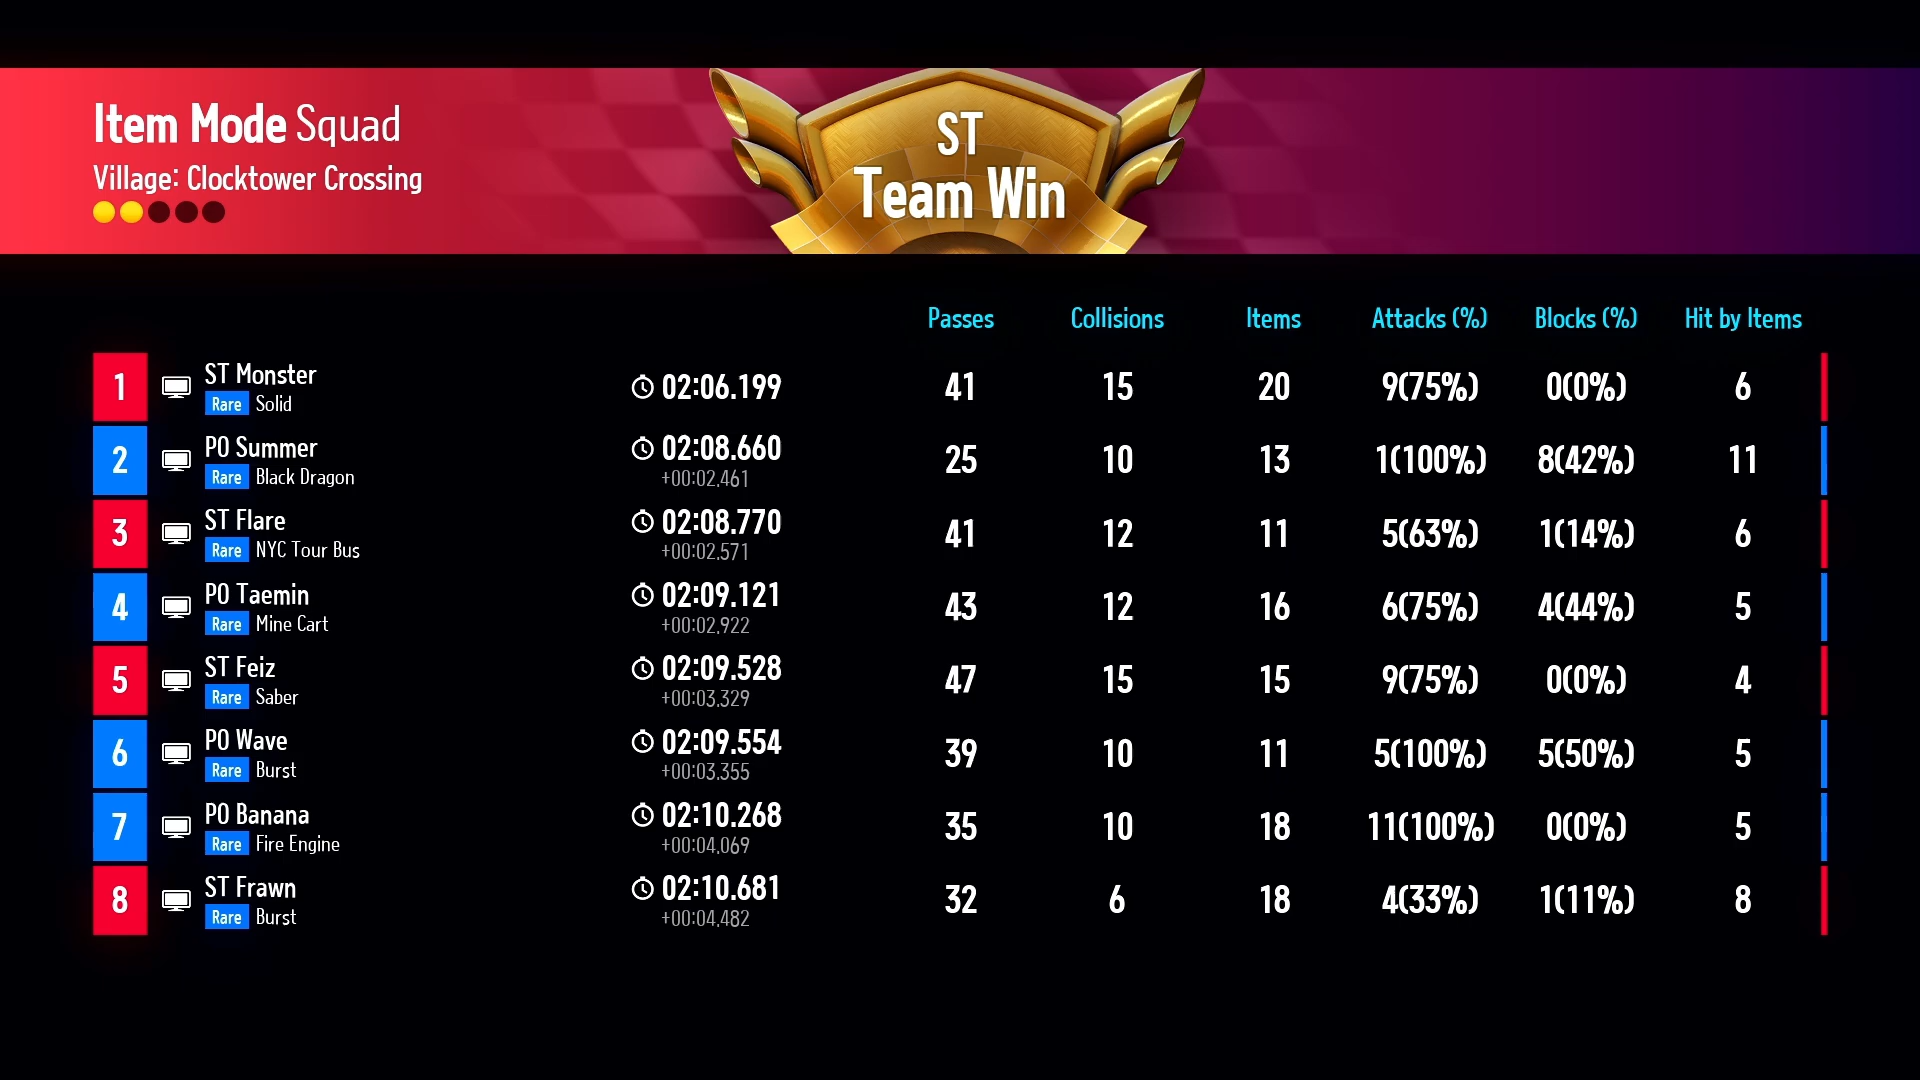 Item Mode Squad
Village: Clocktower Crossing
ST
Team Win
Passes Collisions Items Attacks (%) Blocks (%) Hit by Items
1 ST Monster Rare Solid 02:06.199 41 15 20 9(75%) 0(0%) 6
2 PO Summer Rare Black Dragon 02:08.660 +00:02.461 25 10 13 1(100%) 8(42%) 11
3 ST Flare Rare NYC Tour Bus 02:08.770 +00:02.571 41 12 11 5(63%) 1(14%) 6
4 PO Taemin Rare Mine Cart 02:09.121 +00:02.922 43 12 16 6(75%) 4(44%) 5
5 ST Feiz Rare Saber 02:09.528 +00:03.329 47 15 15 9(75%) 0(0%) 4
6 PO Wave Rare Burst 02:09.554 +00:03.355 39 10 11 5(100%) 5(50%) 5
7 PO Banana Rare Fire Engine 02:10.268 +00:04.069 35 10 18 11(100%) 0(0%) 5
8 ST Frawn Rare Burst 02:10.681 +00:04.482 32 6 18 4(33%) 1(11%) 8